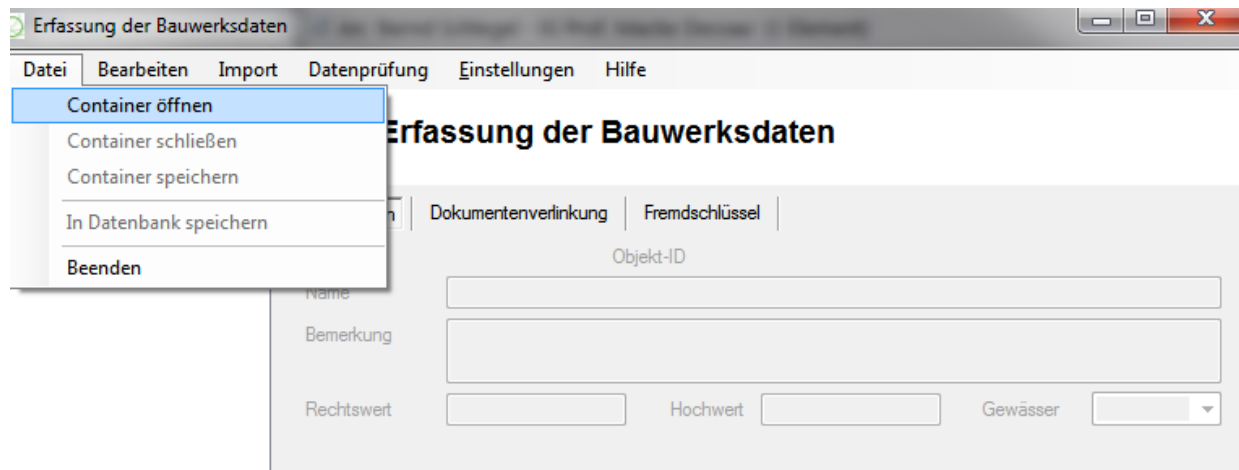 Erfassung der Bauwerksdaten
Datei Bearbeiten Import Datenprüfung Einstellungen Hilfe
Container öffnen
Container schließen
Container speichern
In Datenbank speichern
Beenden
Erfassung der Bauwerksdaten
Dokumentenverlinkung Fremdschlüssel
Objekt-ID
Name
Bemerkung
Rechtswert Hochwert Gewässer